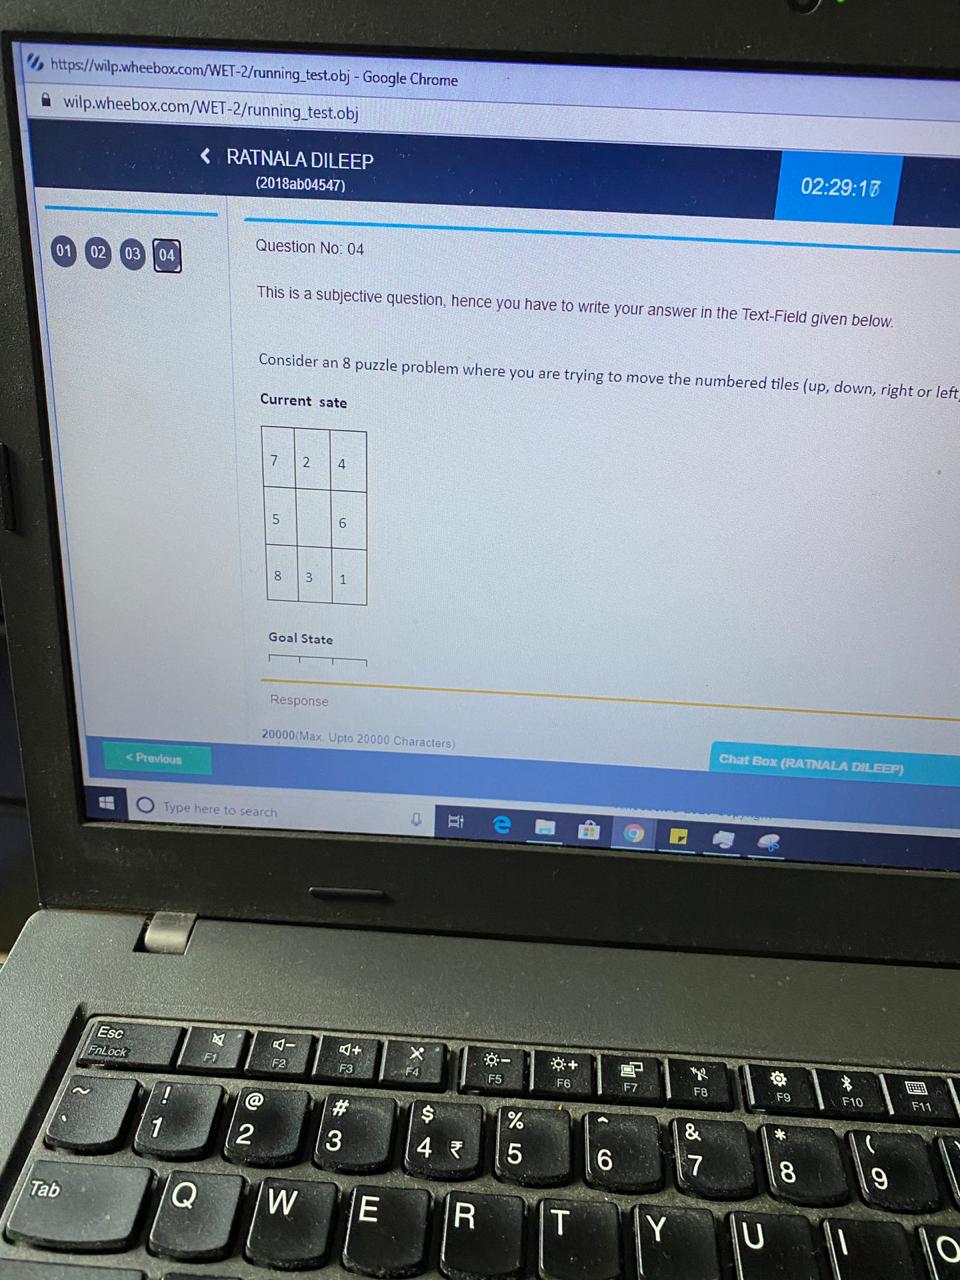 https://wilp.wheebox.com/WET-2/running_test.obj - Google Chrome
wilp.wheebox.com/WET-2/running_test.obj
RATNALA DILEEP
(2018ab04547)
02:29:1
01 02 03 04
Question No: 04
This is a subjective question, hence you have to write your answer in the Text-Field given below.
Consider an 8 puzzle problem where you are trying to move the numbered tiles (up, down, right or left
Current sate
7 2 4
5 6
8 3 1
Goal State
Response
20000(Max. Upto 20000 Characters)
< Previous
Chat Box (RATNALA DILEEP)
Type here to search
Esc
FnLock
F1
F2
F3
F4
F5
F6
F7
F8
F9
F10
F11
~ ! @ # $ % ^ & * (
` 1 2 3 4 ₹ 5 6 7 8 9
Tab Q W E R T Y U I O